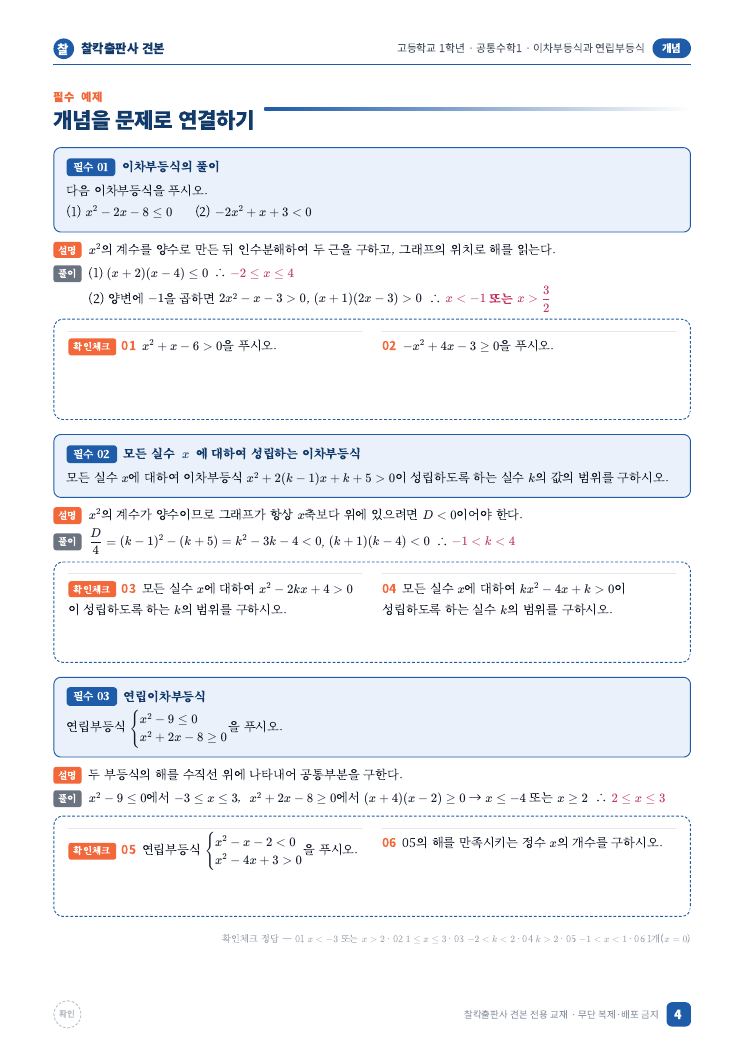 찰 찰칵출판사 견본
고등학교 1학년 · 공통수학1 · 이차부등식과 연립부등식 개념
필수 예제
개념을 문제로 연결하기
필수 01 이차부등식의 풀이
다음 이차부등식을 푸시오.
(1) x² − 2x − 8 ≤ 0 (2) −2x² + x + 3 < 0
설명 x²의 계수를 양수로 만든 뒤 인수분해하여 두 근을 구하고, 그래프의 위치로 해를 읽는다.
풀이 (1) (x + 2)(x − 4) ≤ 0 ∴ −2 ≤ x ≤ 4
(2) 양변에 −1을 곱하면 2x² − x − 3 > 0, (x + 1)(2x − 3) > 0 ∴ x < −1 또는 x > 3/2
확인체크 01 x² + x − 6 > 0을 푸시오.
02 −x² + 4x − 3 ≥ 0을 푸시오.
필수 02 모든 실수 x 에 대하여 성립하는 이차부등식
모든 실수 x에 대하여 이차부등식 x² + 2(k − 1)x + k + 5 > 0이 성립하도록 하는 실수 k의 값의 범위를 구하시오.
설명 x²의 계수가 양수이므로 그래프가 항상 x축보다 위에 있으려면 D < 0이어야 한다.
풀이 D/4 = (k − 1)² − (k + 5) = k² − 3k − 4 < 0, (k + 1)(k − 4) < 0 ∴ −1 < k < 4
확인체크 03 모든 실수 x에 대하여 x² − 2kx + 4 > 0
이 성립하도록 하는 k의 범위를 구하시오.
04 모든 실수 x에 대하여 kx² − 4x + k > 0이
성립하도록 하는 실수 k의 범위를 구하시오.
필수 03 연립이차부등식
연립부등식 { x² − 9 ≤ 0
x² + 2x − 8 ≥ 0 을 푸시오.
설명 두 부등식의 해를 수직선 위에 나타내어 공통부분을 구한다.
풀이 x² − 9 ≤ 0에서 −3 ≤ x ≤ 3, x² + 2x − 8 ≥ 0에서 (x + 4)(x − 2) ≥ 0 → x ≤ −4 또는 x ≥ 2 ∴ 2 ≤ x ≤ 3
확인체크 05 연립부등식 { x² − x − 2 < 0
x² − 4x + 3 > 0 을 푸시오.
06 05의 해를 만족시키는 정수 x의 개수를 구하시오.
확인체크 정답 — 01 x < −3 또는 x > 2 · 02 1 ≤ x ≤ 3 · 03 −2 < k < 2 · 04 k > 2 · 05 −1 < x < 1 · 06 1개(x = 0)
확인
찰칵출판사 견본 전용 교재 · 무단 복제·배포 금지 4